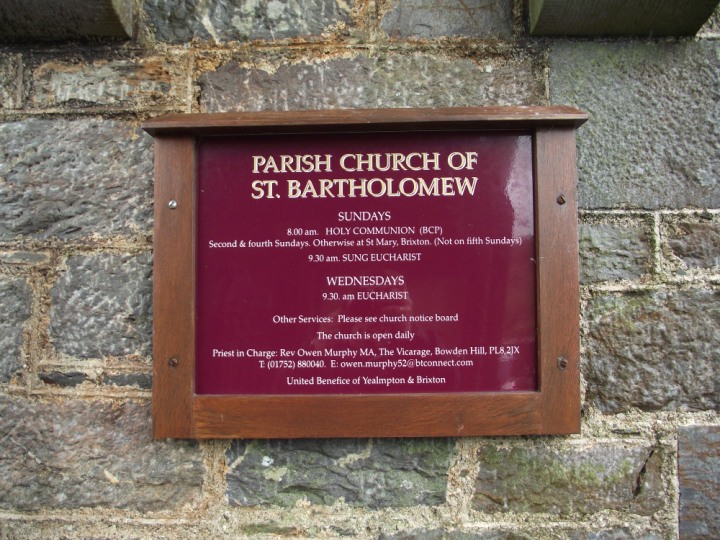 PARISH CHURCH OF
ST. BARTHOLOMEW
SUNDAYS
8.00 am. HOLY COMMUNION (BCP)
Second & fourth Sundays. Otherwise at St Mary, Brixton. (Not on fifth Sundays)
9.30 am. SUNG EUCHARIST
WEDNESDAYS
9.30. am EUCHARIST
Other Services: Please see church notice board
The church is open daily
Priest in Charge: Rev Owen Murphy MA, The Vicarage, Bowden Hill, PL8 2JX
T: (01752) 880040. E: owen.murphy52@btconnect.com
United Benefice of Yealmpton & Brixton